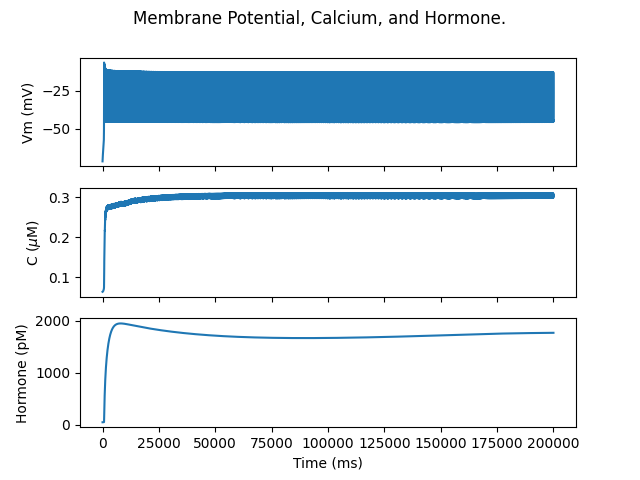 Membrane Potential, Calcium, and Hormone.
Vm (mV)
−25
−50
C (μM)
0.3
0.2
0.1
Hormone (pM)
2000
1000
0
0 25000 50000 75000 100000 125000 150000 175000 200000
Time (ms)